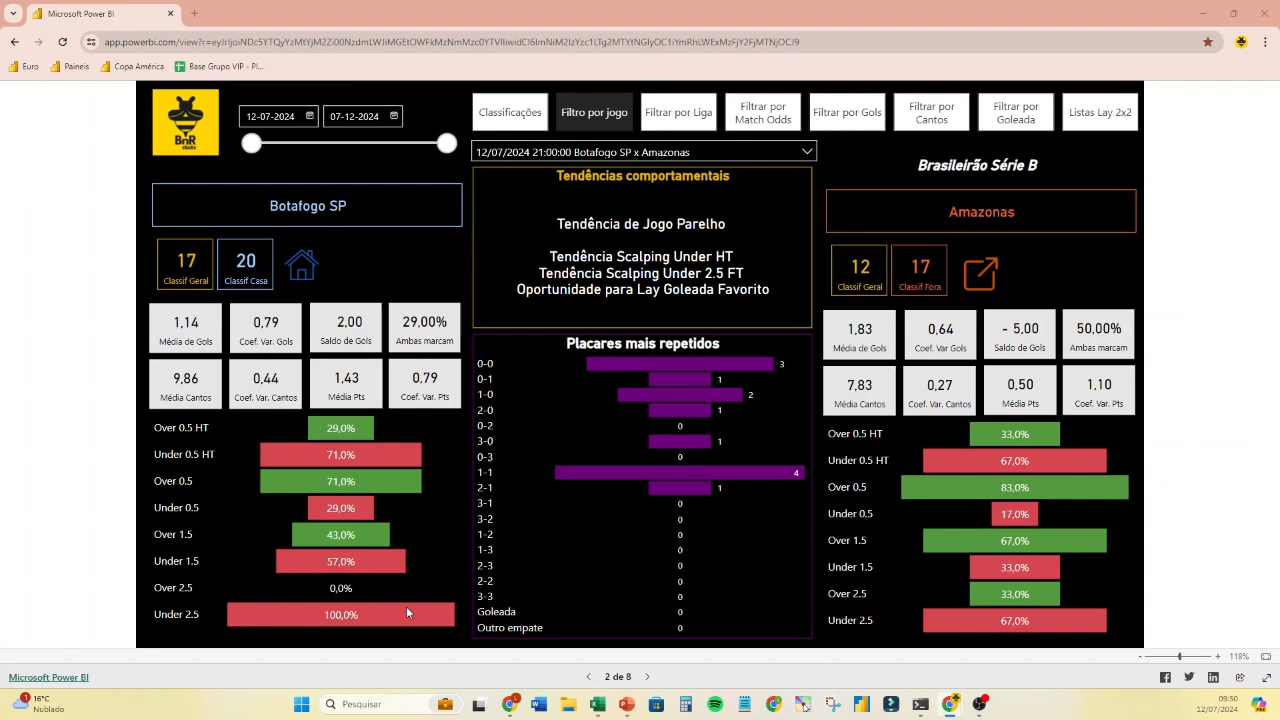 Microsoft Power BI
app.powerbi.com/view?r=eyJrIjoiNDc5YTQyYzMtYjM2Zi00NzdmLWJiMGEtOWFkMzNmMzc0YTVlIiwidCI6ImNiM2IzYzc1LTg2MTYtNGIyOC1iYmRhLWExMzFjY2FjMTNjOCJ9
Euro
Páineis
Copa América
Base Grupo VIP - Pl...
BnR
stats
12-07-2024
07-12-2024
Classificações
Filtro por jogo
Filtrar por Liga
Filtrar por
Match Odds
Filtrar por Gols
Filtrar por
Cantos
Filtrar por
Goleada
Listas Lay 2x2
12/07/2024 21:00:00 Botafogo SP x Amazonas
Brasileirão Série B
Botafogo SP
17
Classif Geral
20
Classif Casa
1,14
Média de Gols
0,79
Coef. Var. Gols
2,00
Saldo de Gols
29,00%
Ambas marcam
9,86
Média Cantos
0,44
Coef. Var. Cantos
1,43
Média Pts
0,79
Coef. Var. Pts
Over 0.5 HT 29,0%
Under 0.5 HT 71,0%
Over 0.5 71,0%
Under 0.5 29,0%
Over 1.5 43,0%
Under 1.5 57,0%
Over 2.5 0,0%
Under 2.5 100,0%
Tendências comportamentais
Tendência de Jogo Parelho
Tendência Scalping Under HT
Tendência Scalping Under 2.5 FT
Oportunidade para Lay Goleada Favorito
Placares mais repetidos
0-0 3
0-1 1
1-0 2
2-0 1
0-2 0
3-0 1
0-3 0
1-1 4
2-1 1
3-1 0
3-2 0
1-2 0
1-3 0
2-3 0
2-2 0
3-3 0
Goleada 0
Outro empate 0
Amazonas
12
Classif Geral
17
Classif Fora
1,83
Média de Gols
0,64
Coef. Var Gols
- 5,00
Saldo de Gols
50,00%
Ambas marcam
7,83
Média Cantos
0,27
Coef. Var. Cantos
0,50
Média Pts
1,10
Coef. Var. Pts
Over 0.5 HT 33,0%
Under 0.5 HT 67,0%
Over 0.5 83,0%
Under 0.5 17,0%
Over 1.5 67,0%
Under 1.5 33,0%
Over 2.5 33,0%
Under 2.5 67,0%
- + 118%
Microsoft Power BI
2 de 8
1
16°C
Nublado
Pesquisar
09:50
12/07/2024